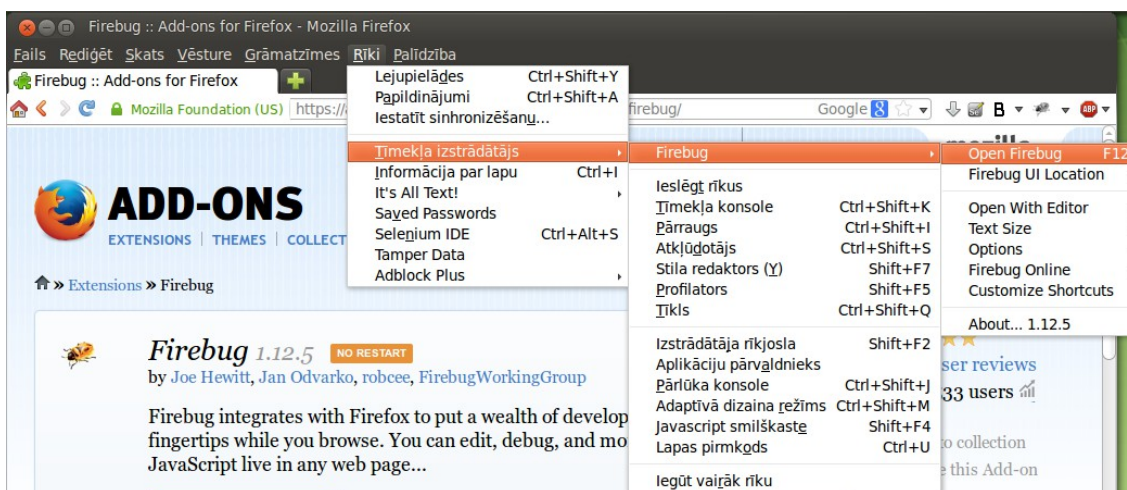 Firebug :: Add-ons for Firefox - Mozilla Firefox
Fails Rediģēt Skats Vēsture Grāmatzīmes Rīki Palīdzība
Firebug :: Add-ons for Firefox
Mozilla Foundation (US) https:// firebug/ Google
Lejupielādes Ctrl+Shift+Y
Papildinājumi Ctrl+Shift+A
Iestatīt sinhronizēšanu...
Tīmekļa izstrādātājs
Informācija par lapu Ctrl+I
It's All Text!
Saved Passwords
Selenium IDE Ctrl+Alt+S
Tamper Data
Adblock Plus
Firebug
Ieslēgt rīkus
Tīmekļa konsole Ctrl+Shift+K
Pārraugs Ctrl+Shift+I
Atkļūdotājs Ctrl+Shift+S
Stila redaktors (Y) Shift+F7
Profilators Shift+F5
Tīkls Ctrl+Shift+Q
Izstrādātāja rīkjosla Shift+F2
Aplikāciju pārvaldnieks
Pārlūka konsole Ctrl+Shift+J
Adaptīvā dizaina režīms Ctrl+Shift+M
Javascript smilškaste Shift+F4
Lapas pirmkods Ctrl+U
Iegūt vairāk rīku
Open Firebug F12
Firebug UI Location
Open With Editor
Text Size
Options
Firebug Online
Customize Shortcuts
About... 1.12.5
ADD-ONS
EXTENSIONS | THEMES | COLLECT
» Extensions » Firebug
Firebug 1.12.5 NO RESTART
by Joe Hewitt, Jan Odvarko, robcee, FirebugWorkingGroup
Firebug integrates with Firefox to put a wealth of develop
fingertips while you browse. You can edit, debug, and mo
JavaScript live in any web page...
ser reviews
33 users
to collection
this Add-on